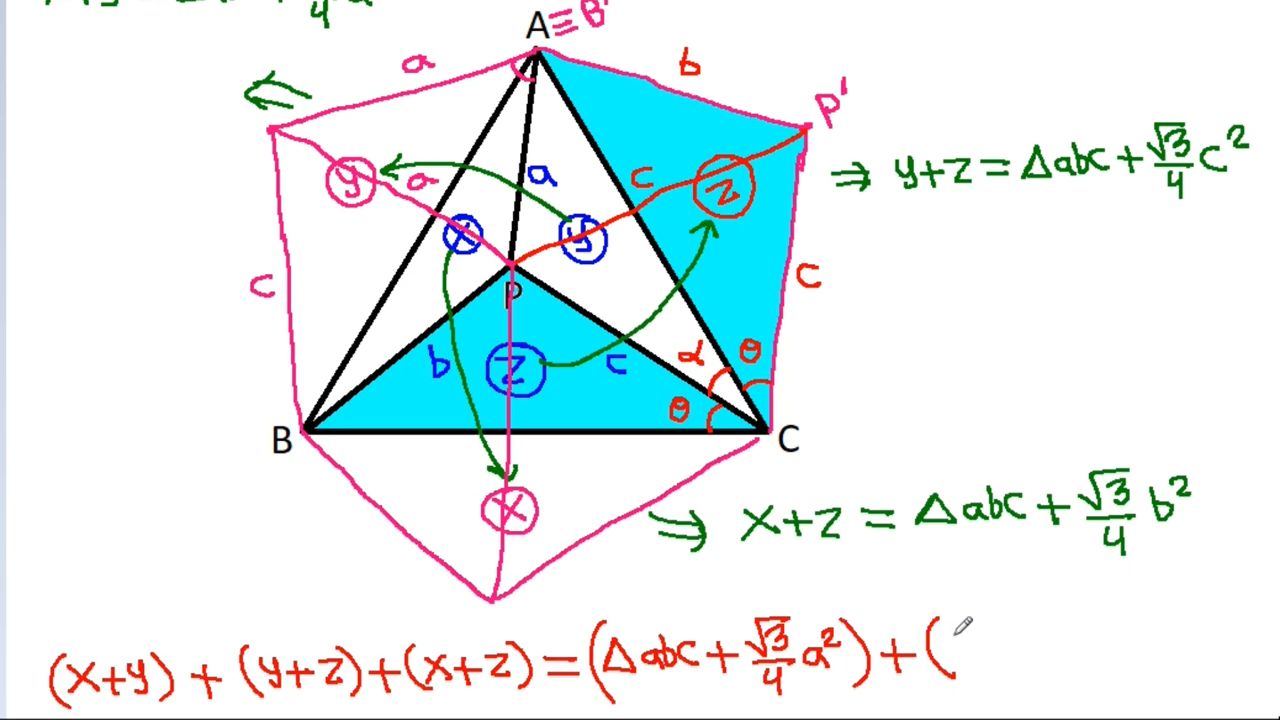 A ≡ B'
a
b
P'
y
a
x
a
y
c
z
⇒ y+z = Δabc + √3/4 c²
c
P
c
b
z
c
α
θ
θ
B
C
x
⇒ x+z = Δabc + √3/4 b²
(x+y) + (y+z) + (x+z) = (Δabc + √3/4 a²) + (